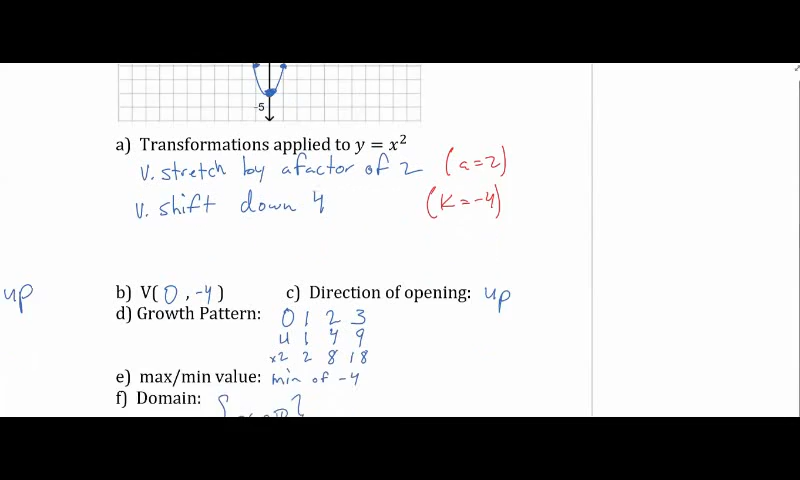 -5
a) Transformations applied to y = x²
v. stretch by a factor of 2 (a=2)
v. shift down 4 (K=-4)
up
b) V(0, -4) c) Direction of opening: up
d) Growth Pattern: 0 1 2 3
1 4 9
x2 2 8 18
e) max/min value: min of -4
f) Domain: